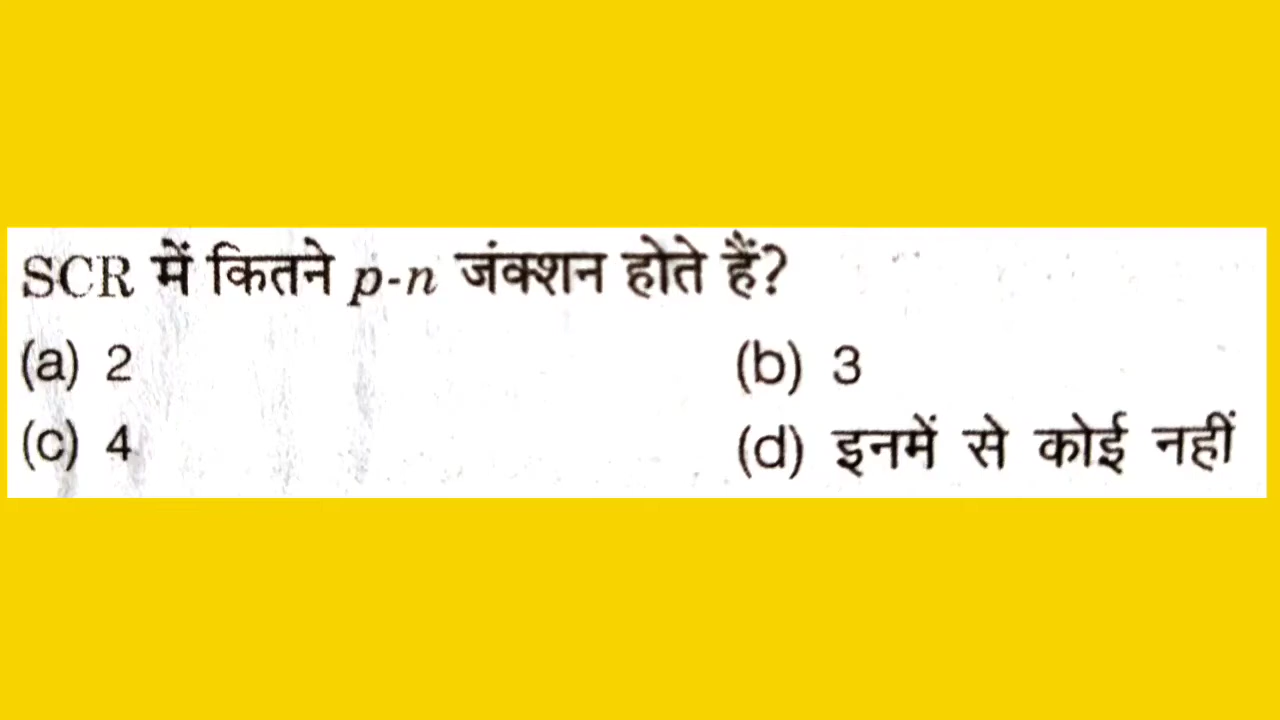 SCR में कितने p-n जंक्शन होते हैं?
(a) 2 (b) 3
(c) 4 (d) इनमें से कोई नहीं